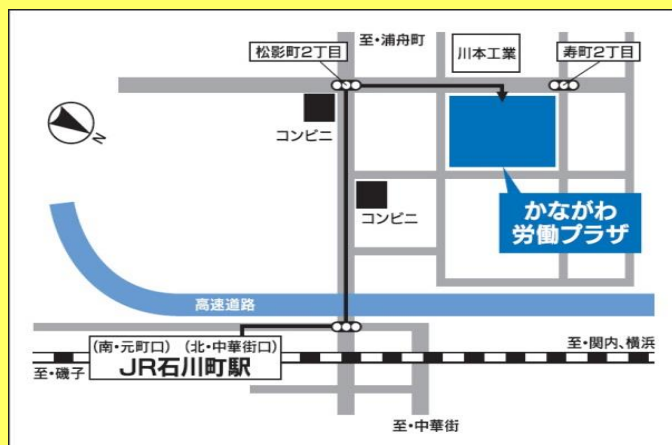 至・浦舟町
松影町2丁目
川本工業
寿町2丁目
N
コンビニ
コンビニ
かながわ
労働プラザ
高速道路
(南・元町口) (北・中華街口)
JR石川町駅
至・関内、横浜
至・磯子
至・中華街